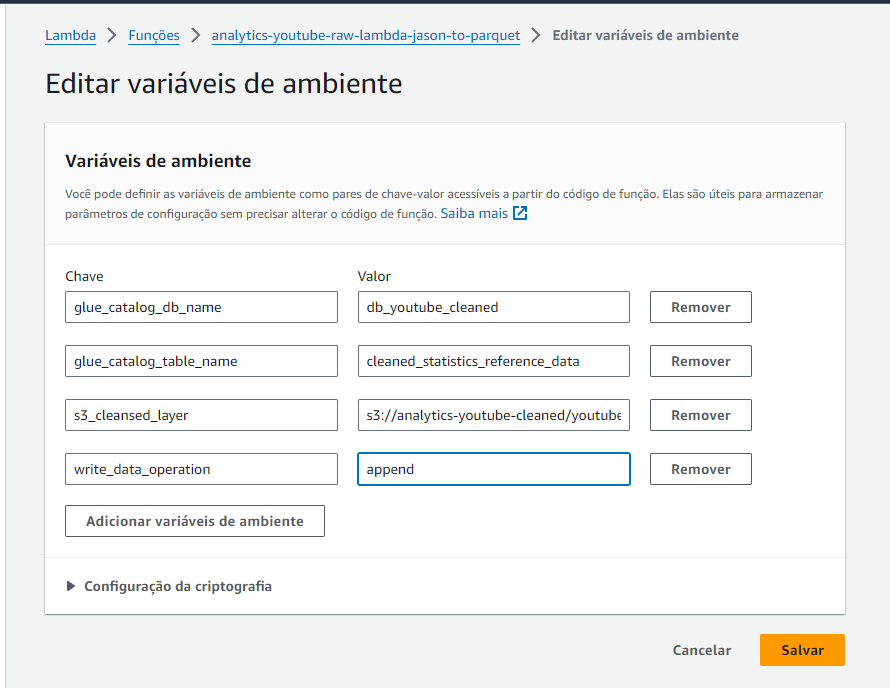 Lambda > Funções > analytics-youtube-raw-lambda-jason-to-parquet > Editar variáveis de ambiente
Editar variáveis de ambiente
Variáveis de ambiente
Você pode definir as variáveis de ambiente como pares de chave-valor acessíveis a partir do código de função. Elas são úteis para armazenar
parâmetros de configuração sem precisar alterar o código de função. Saiba mais
Chave Valor
glue_catalog_db_name db_youtube_cleaned Remover
glue_catalog_table_name cleaned_statistics_reference_data Remover
s3_cleansed_layer s3://analytics-youtube-cleaned/youtube Remover
write_data_operation append Remover
Adicionar variáveis de ambiente
Configuração da criptografia
Cancelar Salvar